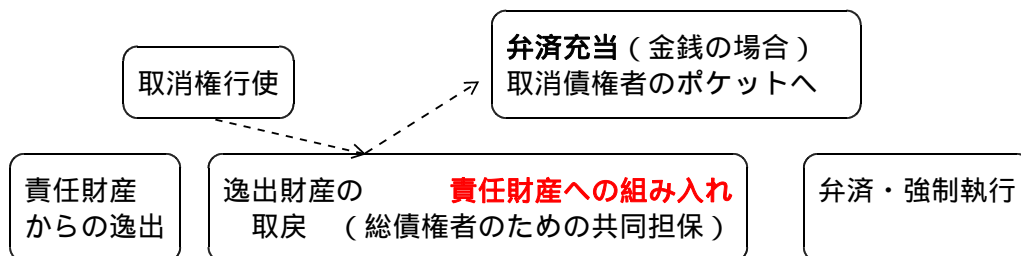 弁済充当(金銭の場合)
取消債権者のポケットへ
取消権行使
責任財産
からの逸出
逸出財産の 責任財産への組み入れ
取戻 (総債権者のための共同担保)
弁済・強制執行